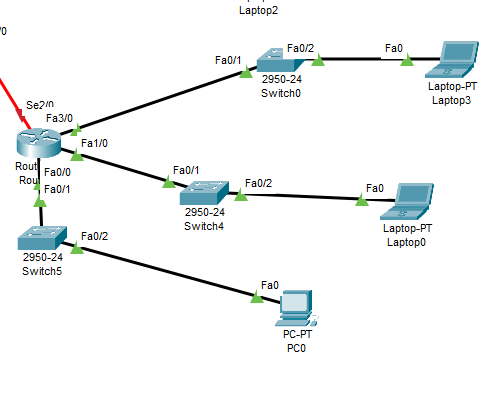 Laptop2
/0
Fa0/2
Fa0
Fa0/1
2950-24
Switch0
Laptop-PT
Laptop3
Se2/0
Fa3/0
Fa1/0
Fa0/1
Fa0/2
Fa0
Rout
Rou
Fa0/0
Fa0/1
2950-24
Switch4
Laptop-PT
Laptop0
Fa0/2
2950-24
Switch5
Fa0
PC-PT
PC0